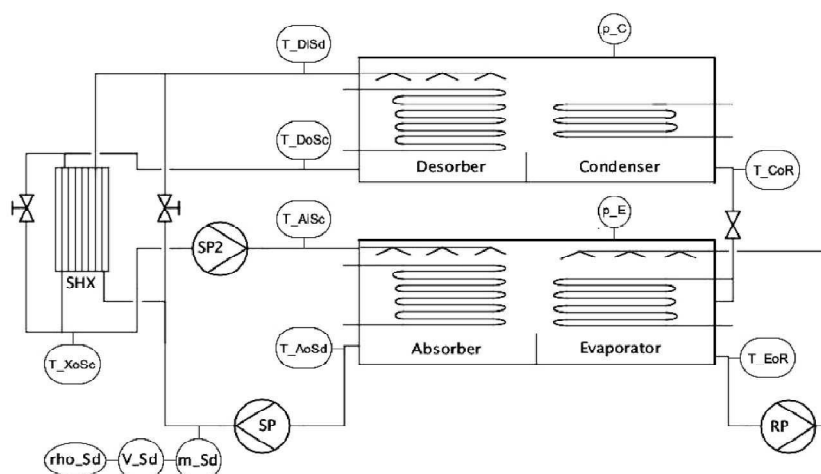 T_DISd
p_C
T_DoSc
Desorber
Condenser
T_CoR
T_AISc
p_E
SP2
SHX
T_XoSc
T_AoSd
Absorber
Evaporator
T_EoR
SP
RP
rho_Sd
V_Sd
m_Sd